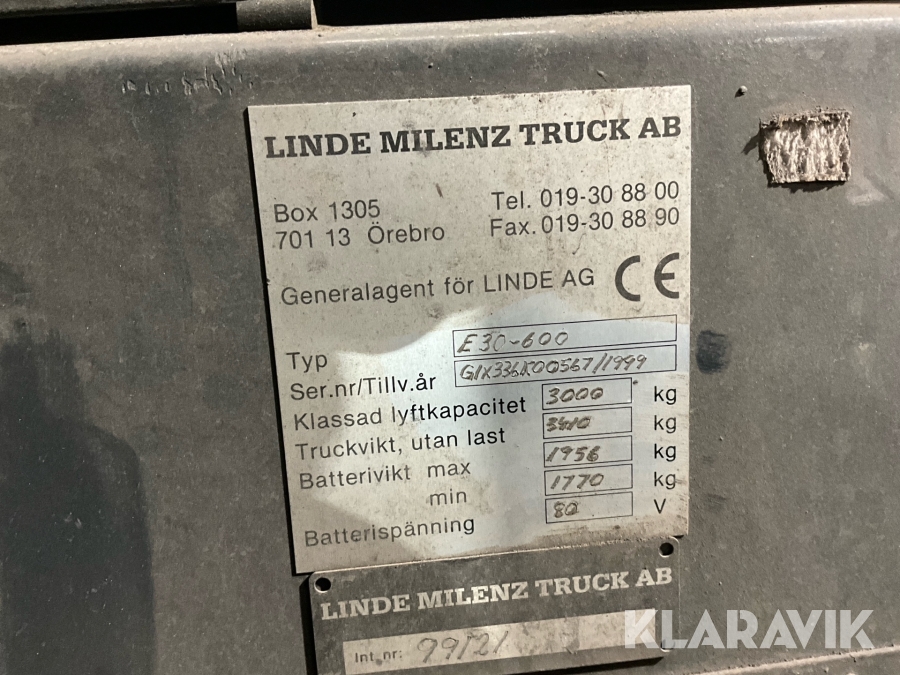 LINDE MILENZ TRUCK AB
Box 1305 Tel. 019-30 88 00
701 13 Örebro Fax. 019-30 88 90
Generalagent för LINDE AG CE
Typ E30-600
Ser.nr/Tillv.år G1X336K00567/1999
Klassad lyftkapacitet 3000 kg
Truckvikt, utan last 3410 kg
Batterivikt max 1956 kg
min 1770 kg
Batterispänning 80 V
LINDE MILENZ TRUCK AB
Int. nr: 99121
KLARAVIK